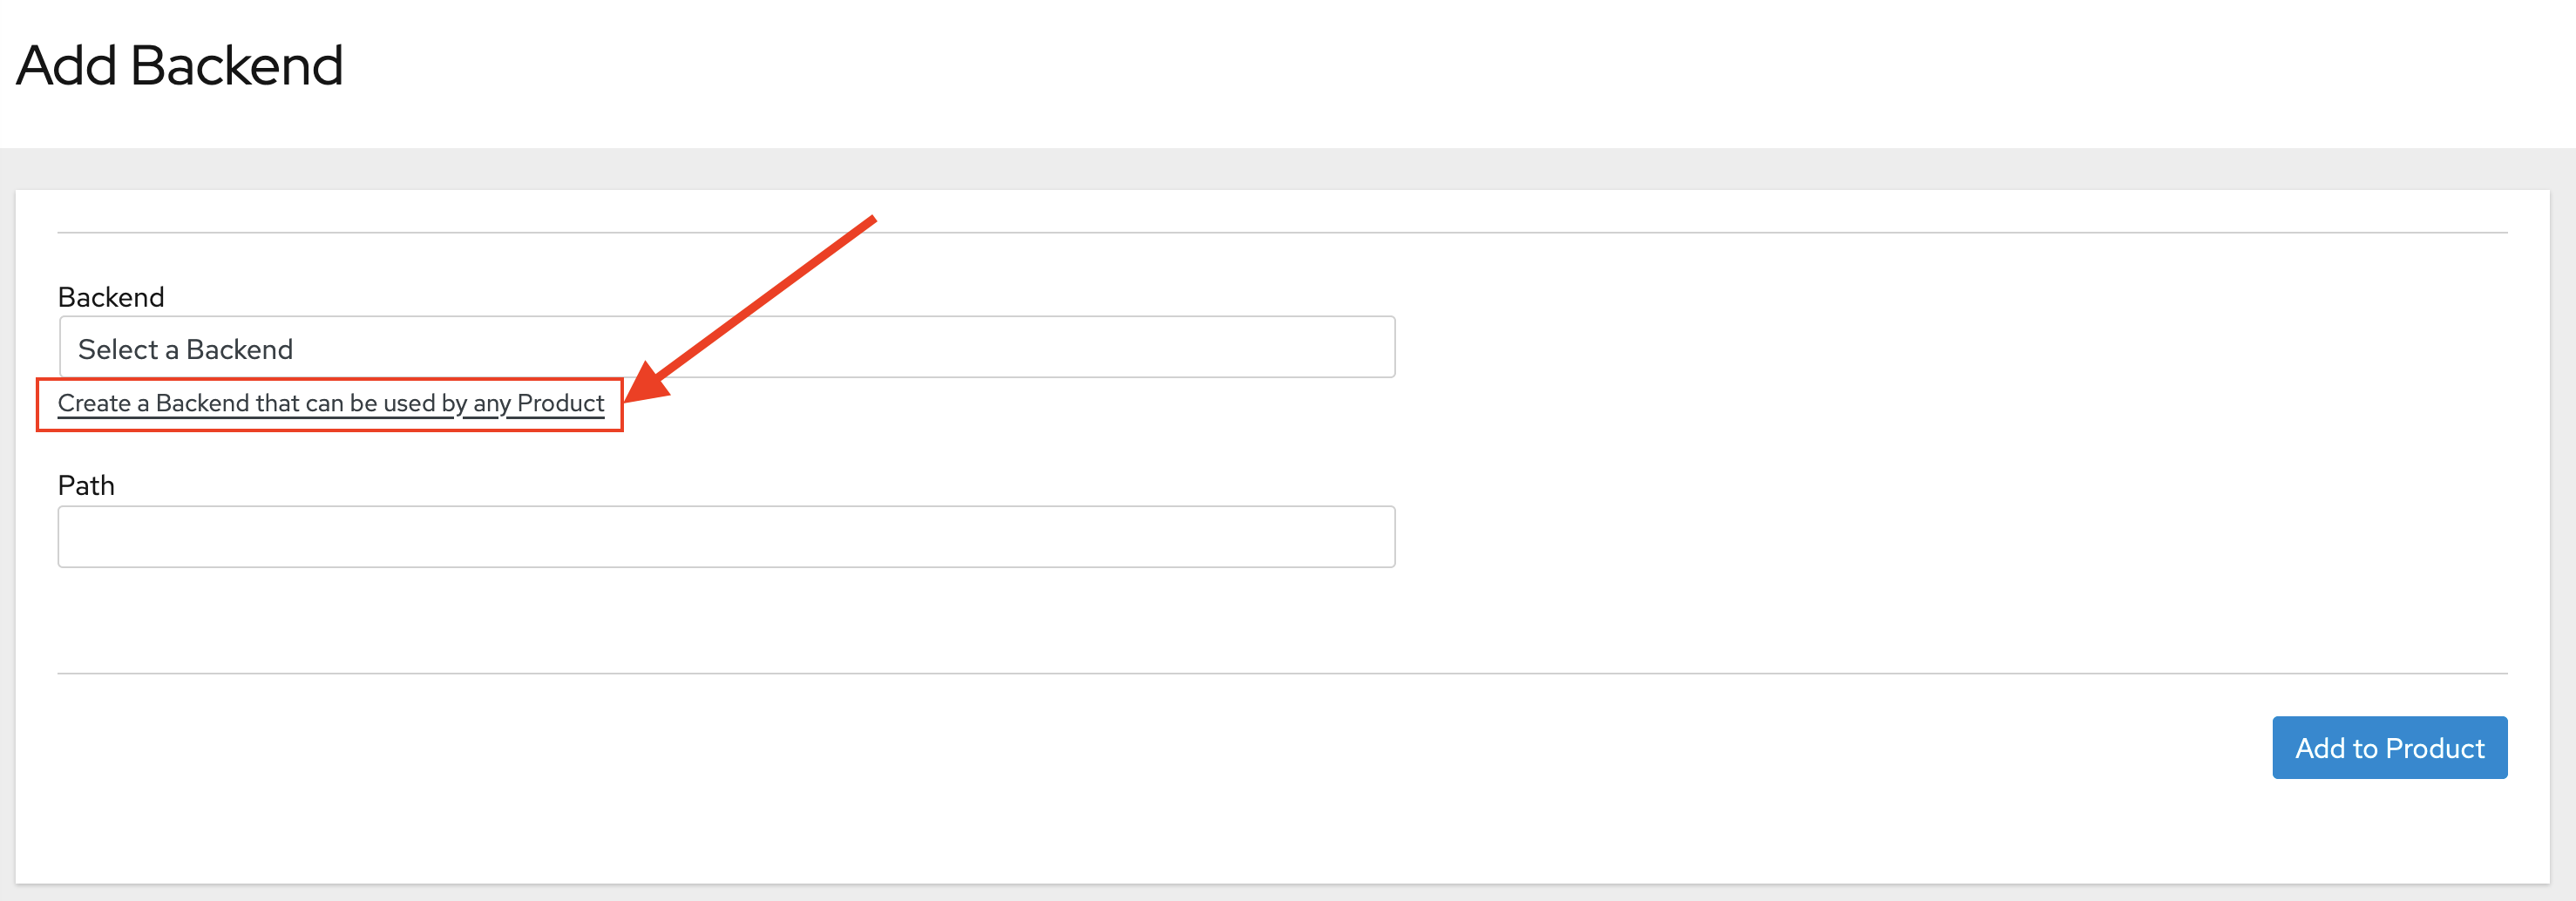 Add Backend
Backend
Select a Backend
Create a Backend that can be used by any Product
Path
Add to Product